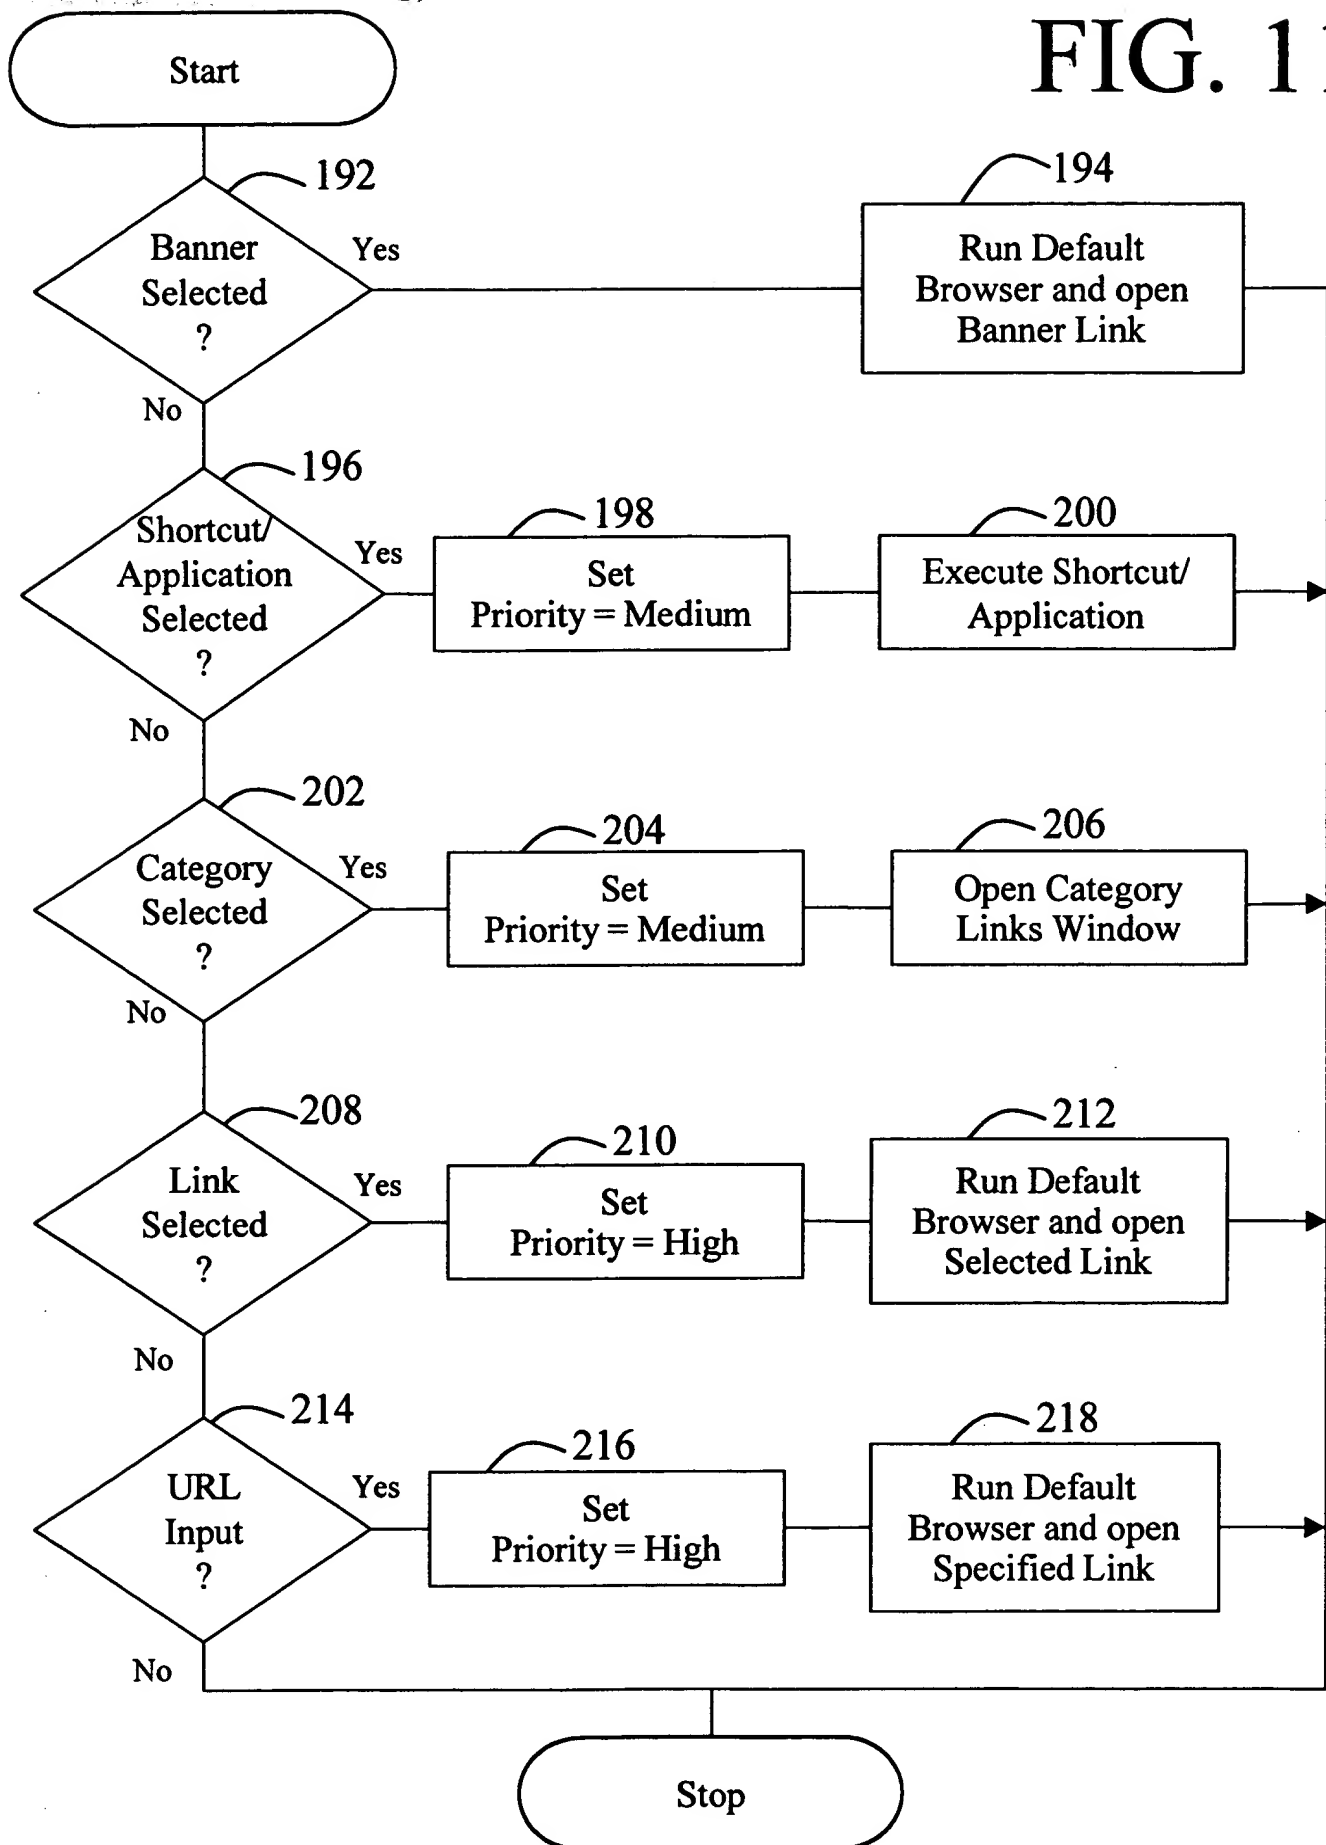 FIG. 11
Start
192
Banner
Selected
?
Yes
No
194
Run Default
Browser and open
Banner Link
196
Shortcut/
Application
Selected
?
Yes
No
198
Set
Priority = Medium
200
Execute Shortcut/
Application
202
Category
Selected
?
Yes
No
204
Set
Priority = Medium
206
Open Category
Links Window
208
Link
Selected
?
Yes
No
210
Set
Priority = High
212
Run Default
Browser and open
Selected Link
214
URL
Input
?
Yes
No
216
Set
Priority = High
218
Run Default
Browser and open
Specified Link
Stop